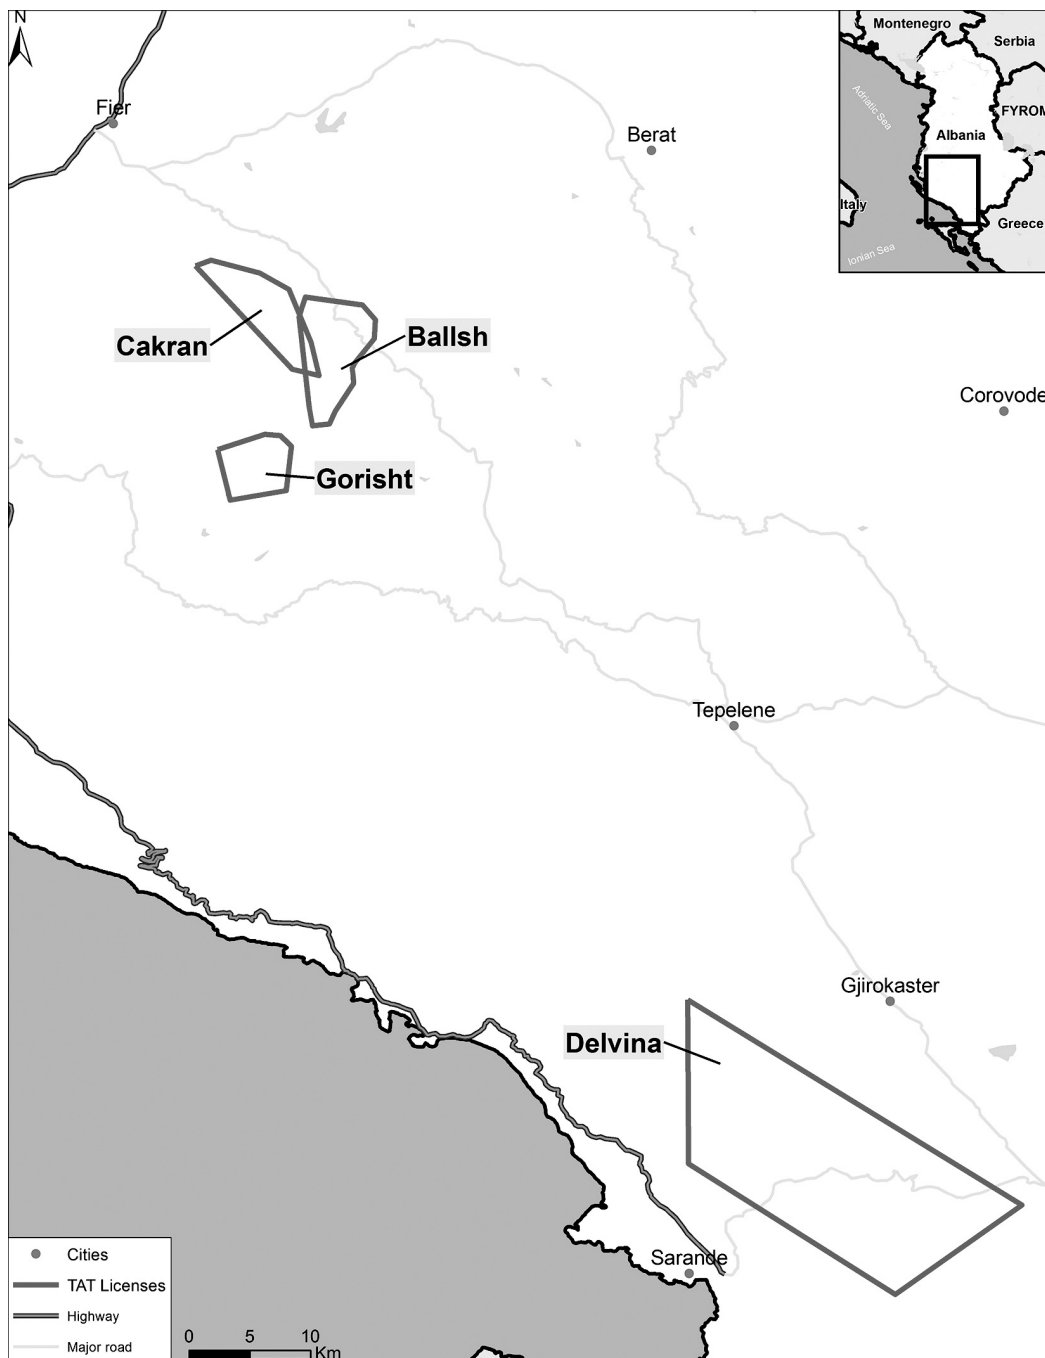 N
Montenegro
Serbia
Adriatic Sea
FYROM
Albania
Italy
Greece
Ionian Sea
Fier
Berat
Cakran
Ballsh
Corovode
Gorisht
Tepelene
Gjirokaster
Delvina
Sarande
Cities
TAT Licenses
Highway
Major road
0 5 10
Km